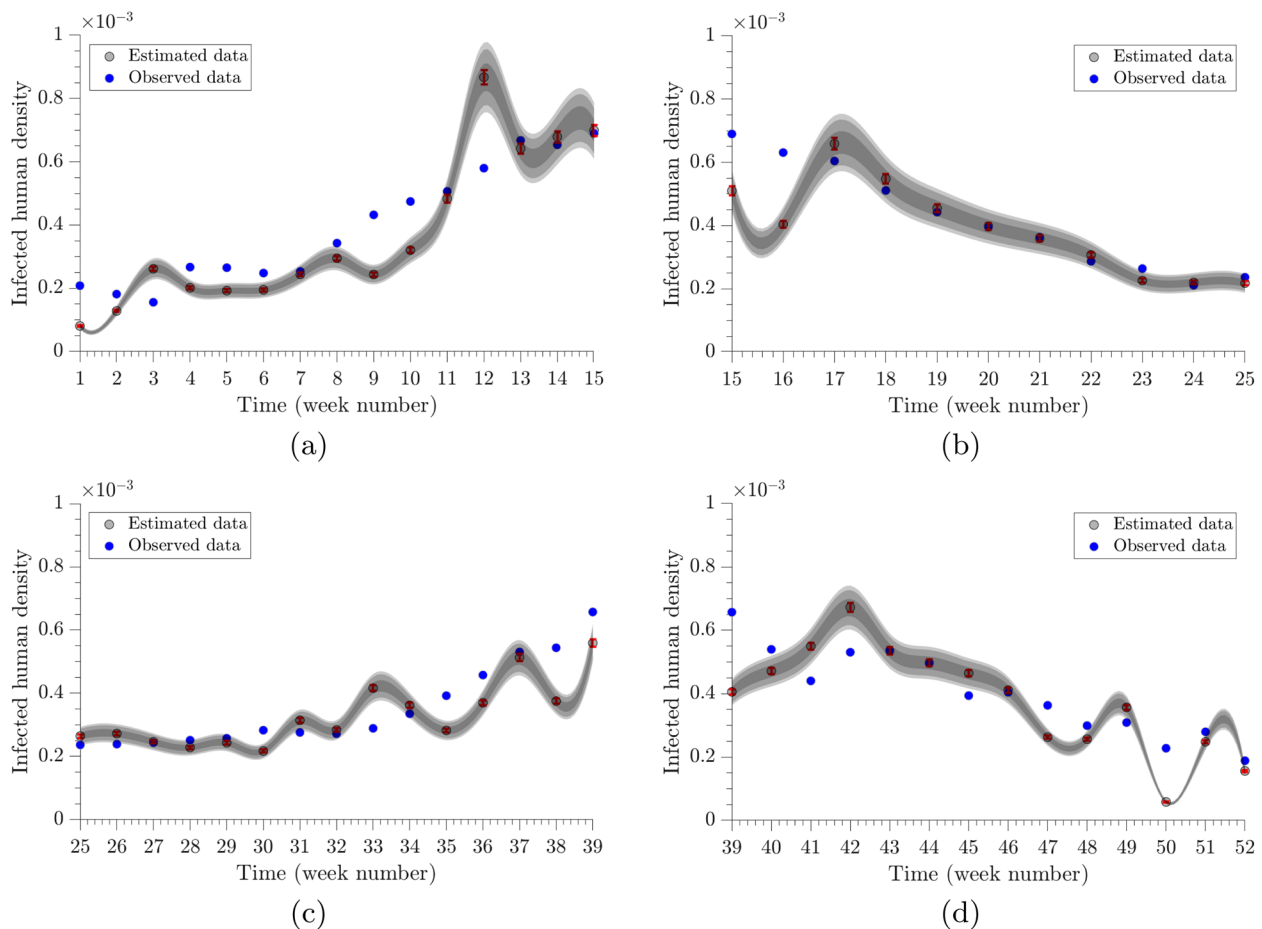 ×10⁻³
1
0.8
0.6
0.4
0.2
0
Infected human density
Estimated data
Observed data
1 2 3 4 5 6 7 8 9 10 11 12 13 14 15
Time (week number)
(a)
×10⁻³
1
0.8
0.6
0.4
0.2
0
Infected human density
Estimated data
Observed data
15 16 17 18 19 20 21 22 23 24 25
Time (week number)
(b)
×10⁻³
1
0.8
0.6
0.4
0.2
0
Infected human density
Estimated data
Observed data
25 26 27 28 29 30 31 32 33 34 35 36 37 38 39
Time (week number)
(c)
×10⁻³
1
0.8
0.6
0.4
0.2
0
Infected human density
Estimated data
Observed data
39 40 41 42 43 44 45 46 47 48 49 50 51 52
Time (week number)
(d)